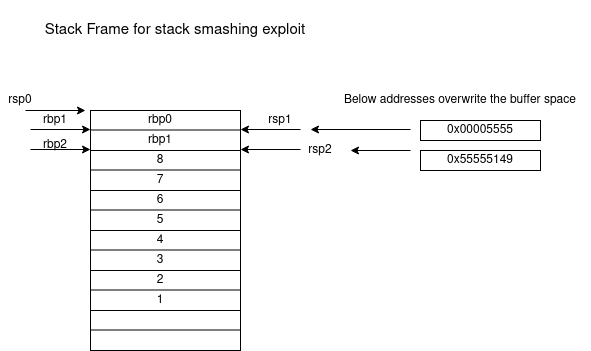 Stack Frame for stack smashing exploit
rsp0
Below addresses overwrite the buffer space
rbp1
rbp0
rsp1
0x00005555
rbp2
rbp1
rsp2
8
0x55555149
7
6
5
4
3
2
1